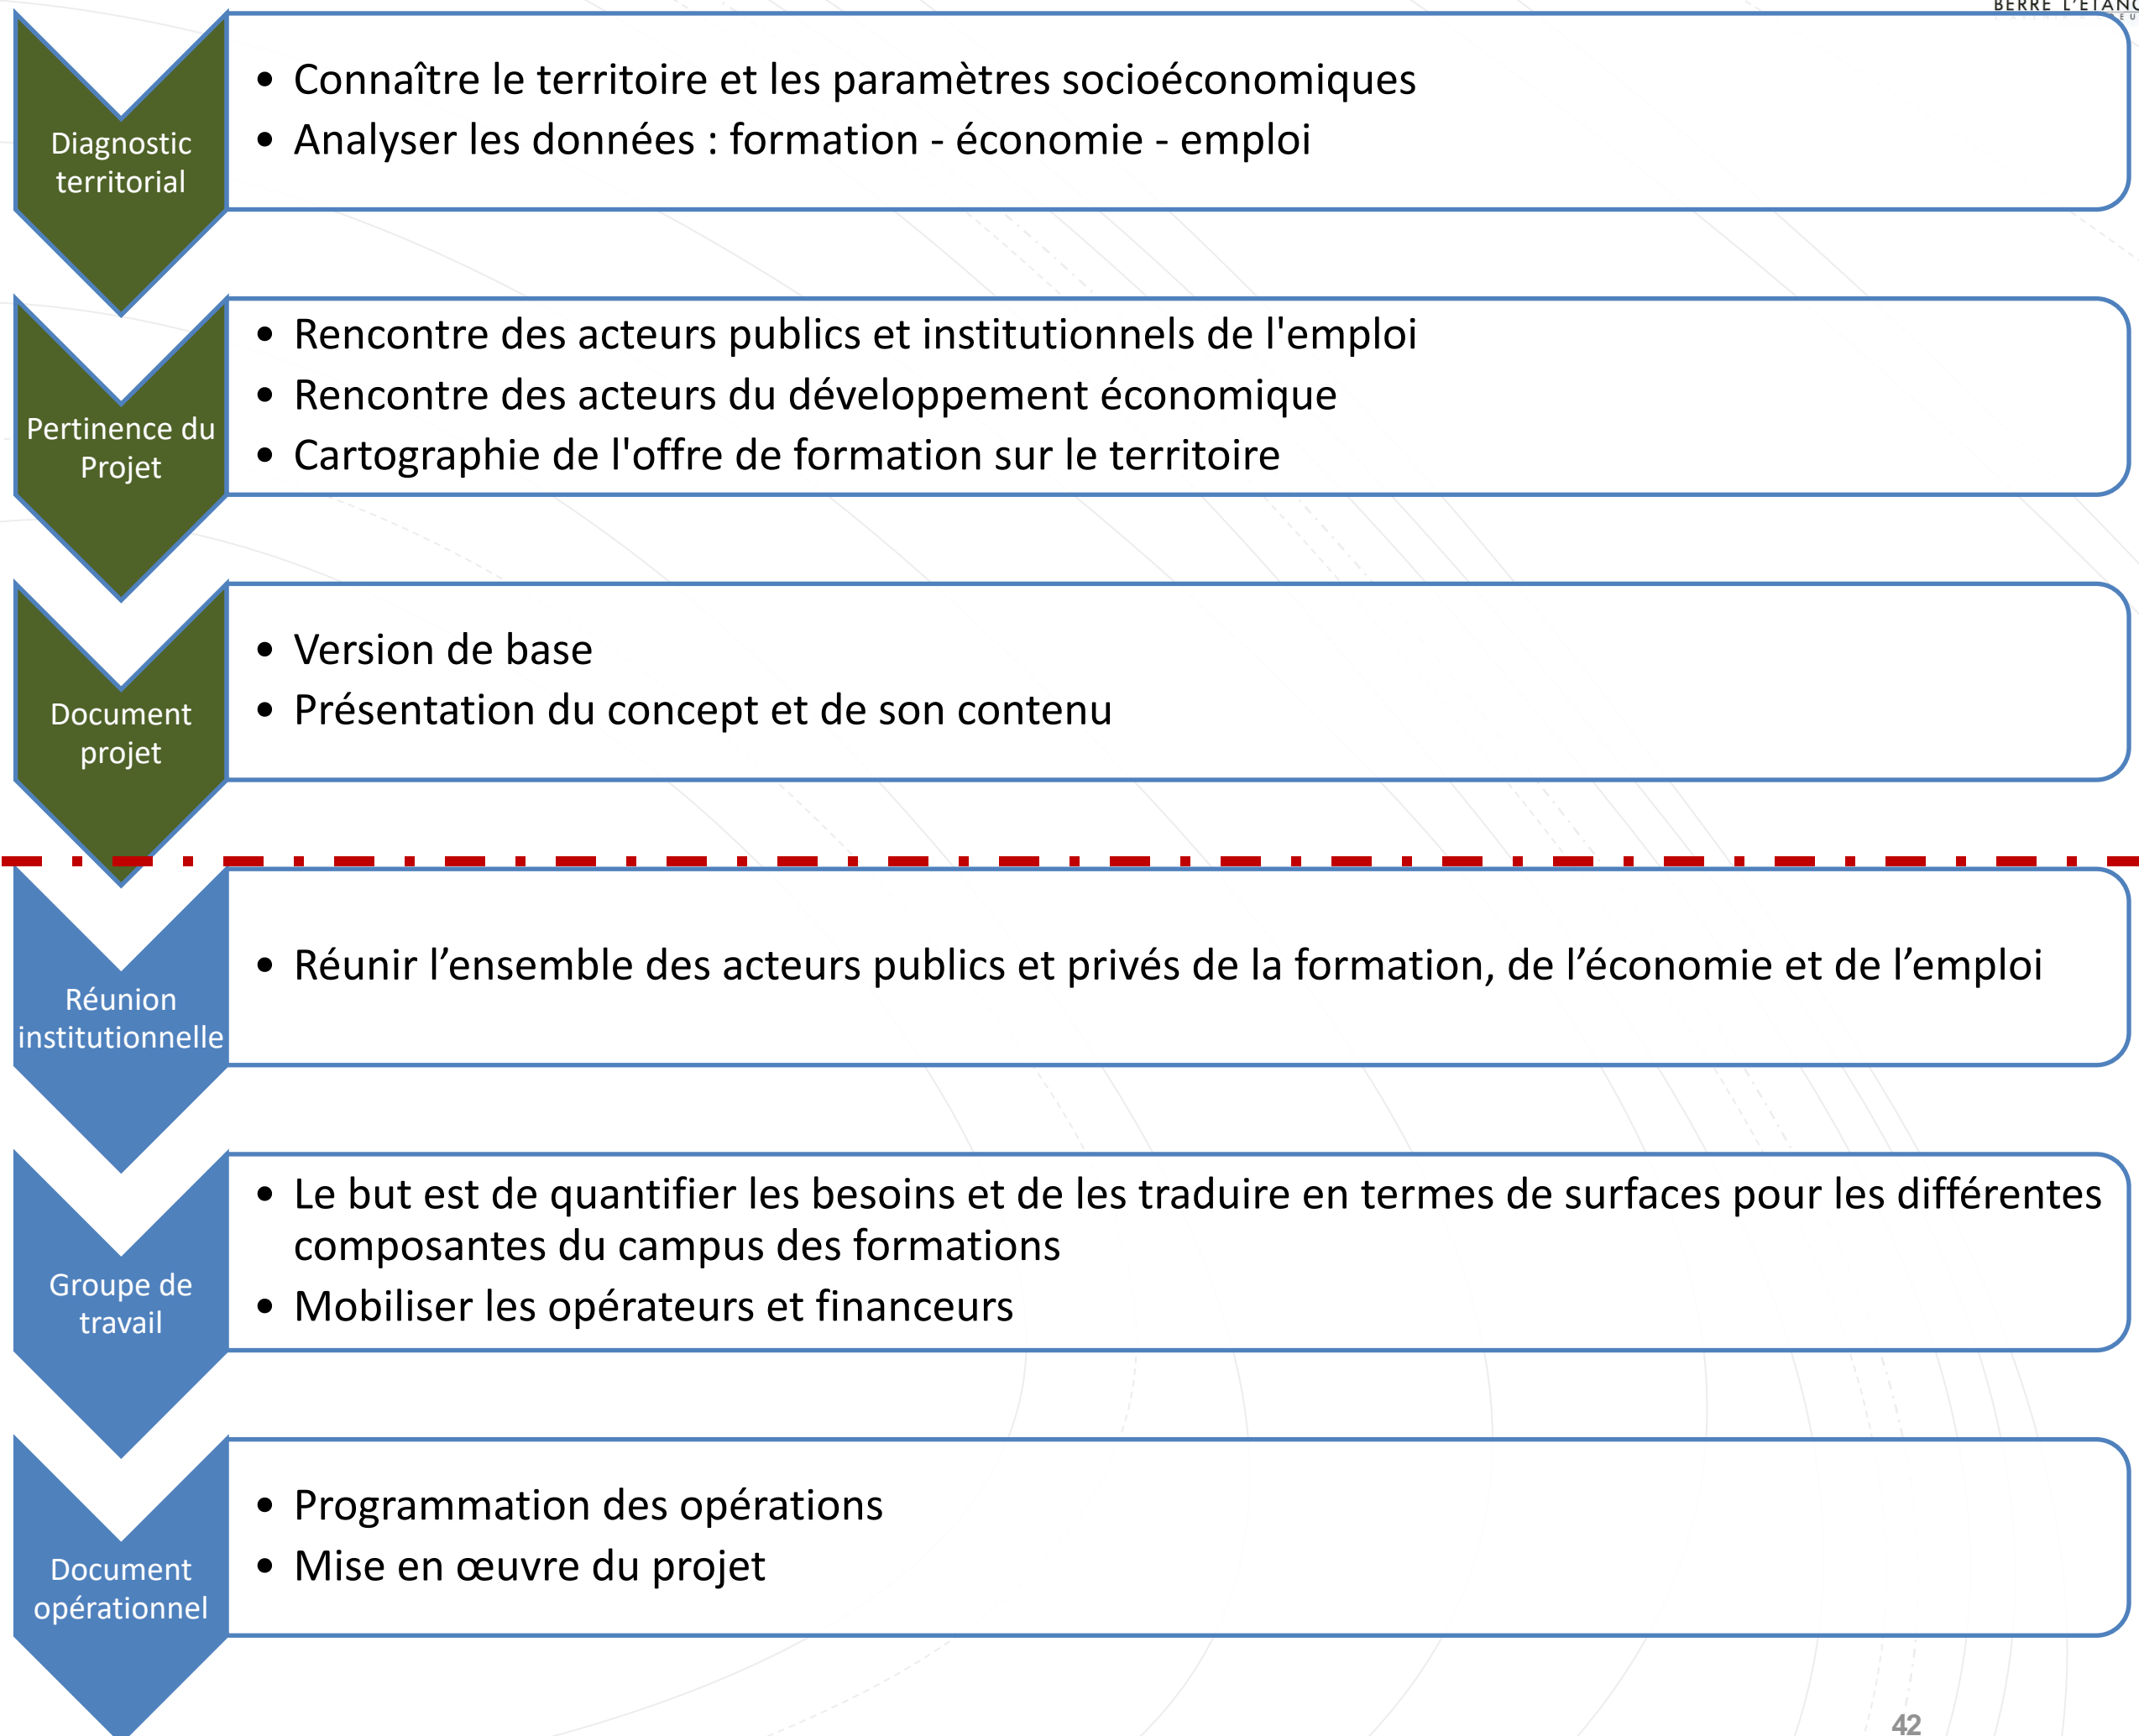 BERRE L'ÉTANG
Diagnostic
territorial
• Connaître le territoire et les paramètres socioéconomiques
• Analyser les données : formation - économie - emploi
Pertinence du
Projet
• Rencontre des acteurs publics et institutionnels de l'emploi
• Rencontre des acteurs du développement économique
• Cartographie de l'offre de formation sur le territoire
Document
projet
• Version de base
• Présentation du concept et de son contenu
Réunion
institutionnelle
• Réunir l’ensemble des acteurs publics et privés de la formation, de l’économie et de l’emploi
Groupe de
travail
• Le but est de quantifier les besoins et de les traduire en termes de surfaces pour les différentes
composantes du campus des formations
• Mobiliser les opérateurs et financeurs
Document
opérationnel
• Programmation des opérations
• Mise en œuvre du projet
42